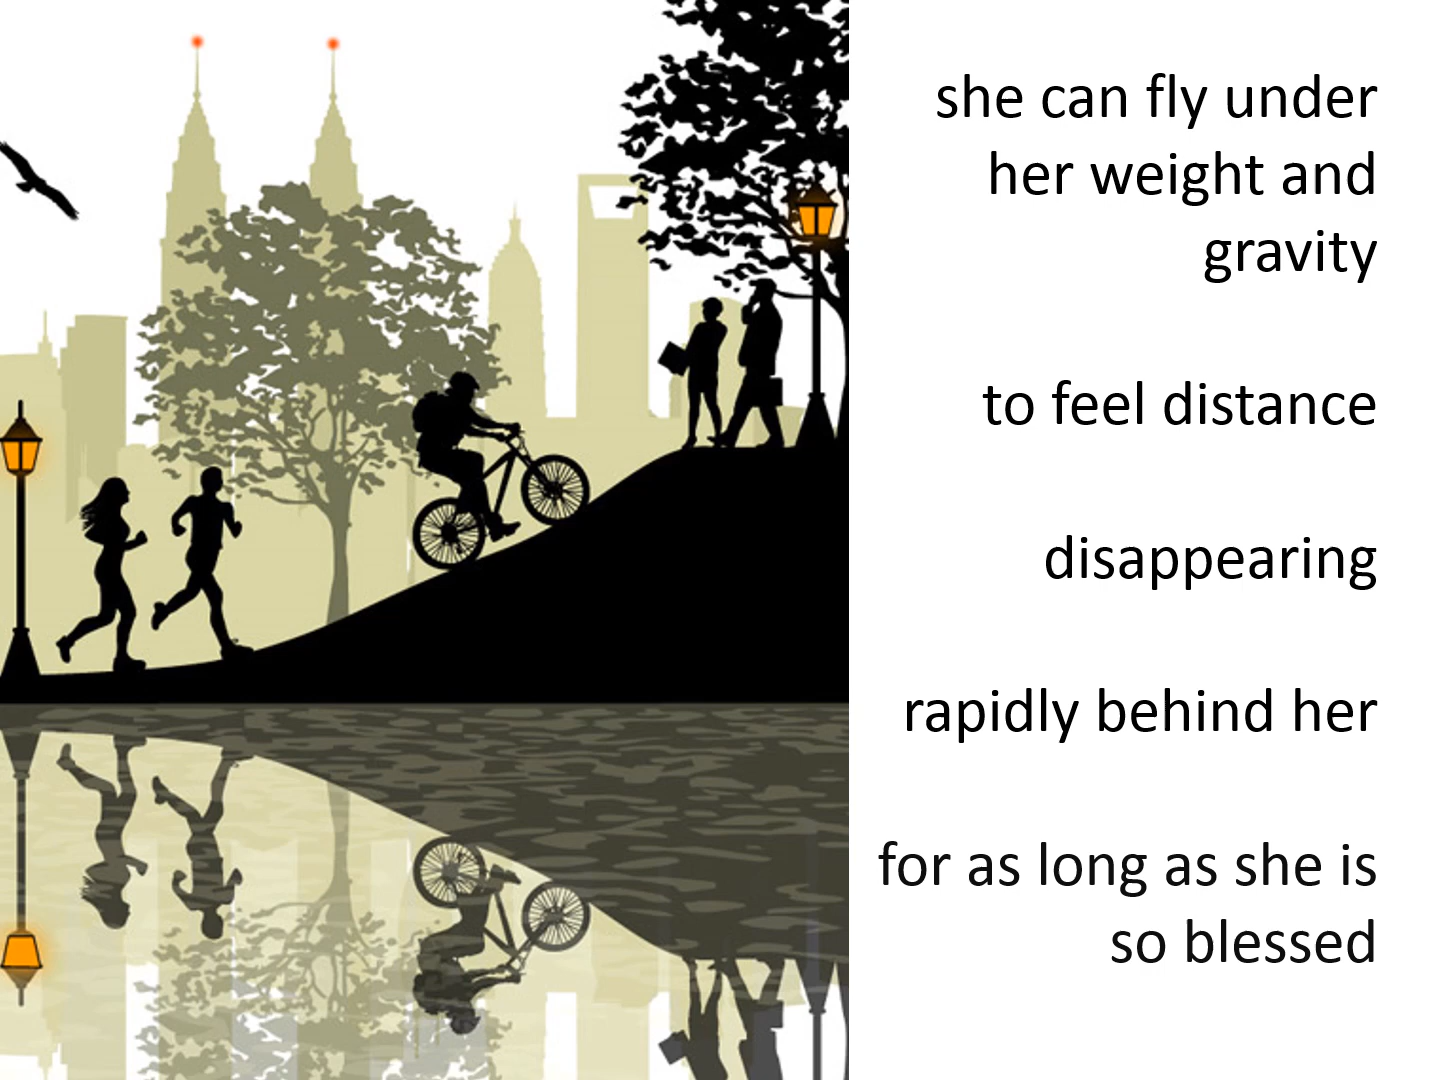 she can fly under
her weight and
gravity
to feel distance
disappearing
rapidly behind her
for as long as she is
so blessed